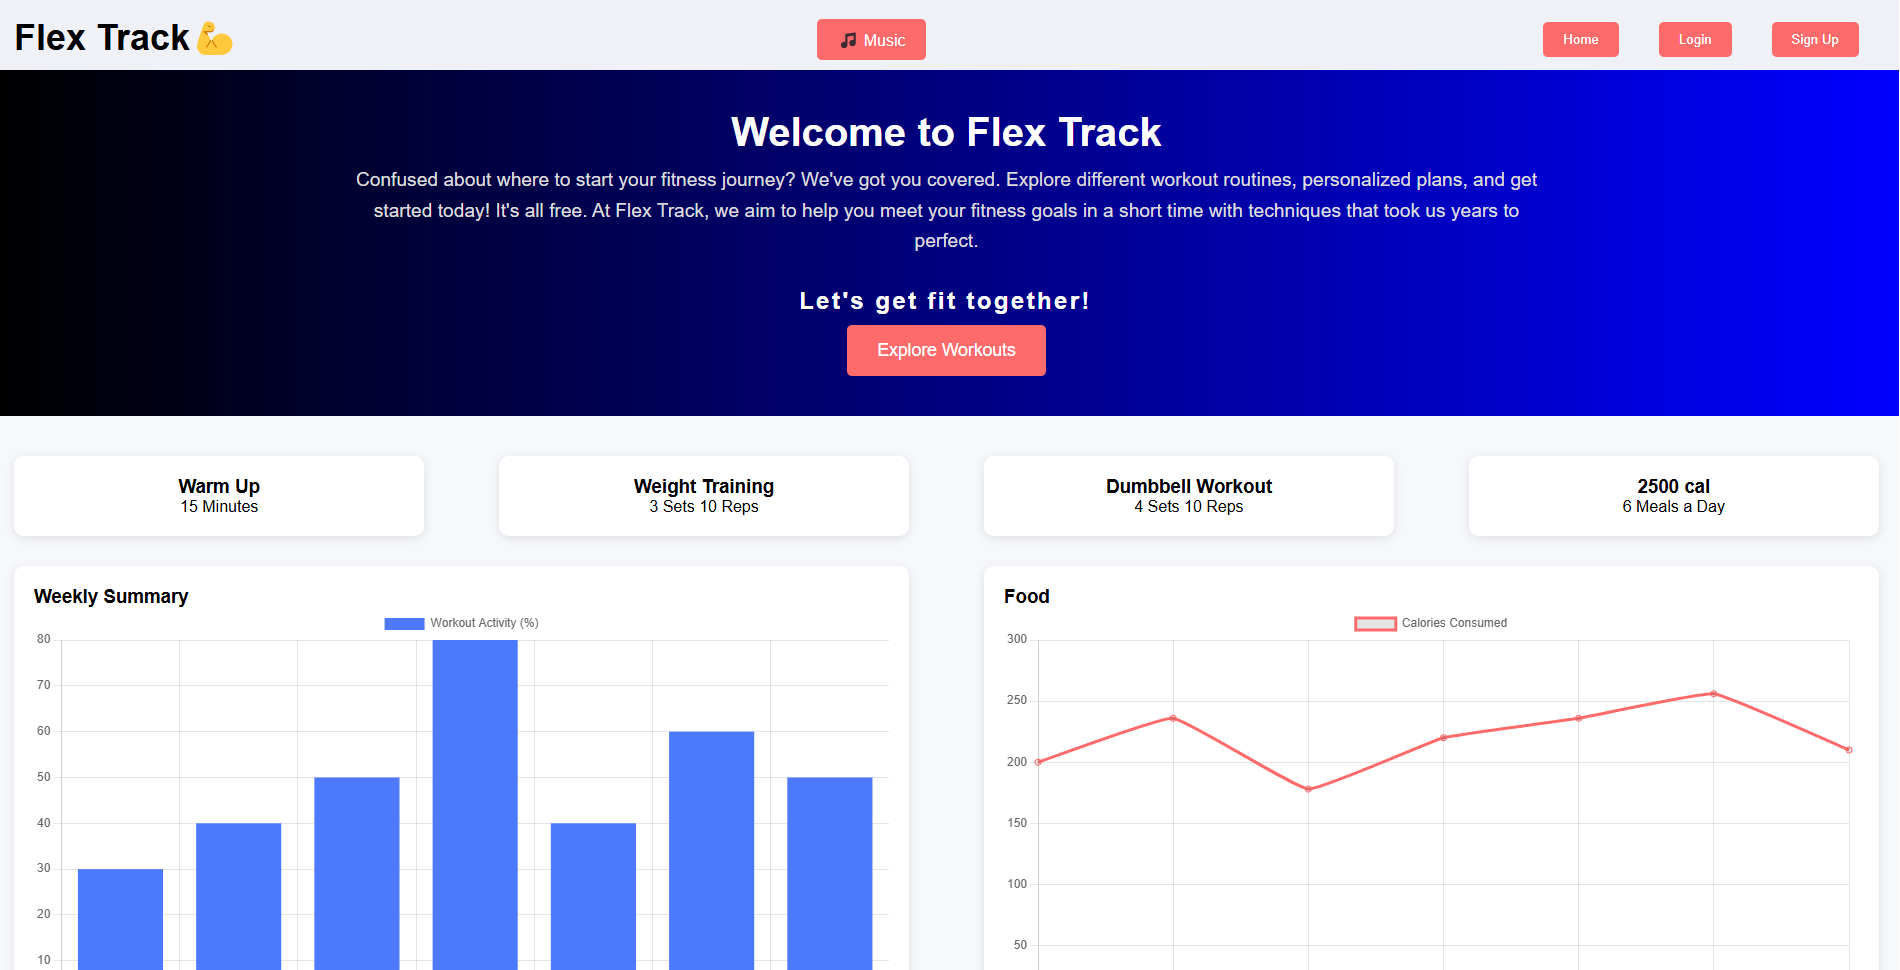 Flex Track💪
🎵 Music
Home
Login
Sign Up
Welcome to Flex Track
Confused about where to start your fitness journey? We've got you covered. Explore different workout routines, personalized plans, and get
started today! It's all free. At Flex Track, we aim to help you meet your fitness goals in a short time with techniques that took us years to
perfect.
Let's get fit together!
Explore Workouts
Warm Up
15 Minutes
Weight Training
3 Sets 10 Reps
Dumbbell Workout
4 Sets 10 Reps
2500 cal
6 Meals a Day
Weekly Summary
Workout Activity (%)
80
70
60
50
40
30
20
10
Food
Calories Consumed
300
250
200
150
100
50